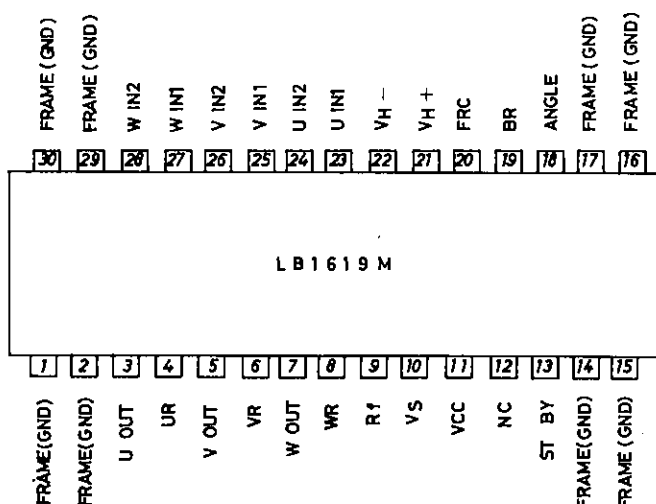 FRAME (GND)
FRAME (GND)
W IN2
W IN1
V IN2
V IN1
U IN2
U IN1
VH −
VH +
FRC
BR
ANGLE
FRAME (GND)
FRAME (GND)
30 29 28 27 26 25 24 23 22 21 20 19 18 17 16
LB1619M
1 2 3 4 5 6 7 8 9 10 11 12 13 14 15
FRAME(GND)
FRAME(GND)
U OUT
UR
V OUT
VR
W OUT
WR
Rf
VS
VCC
NC
ST BY
FRAME(GND)
FRAME (GND)